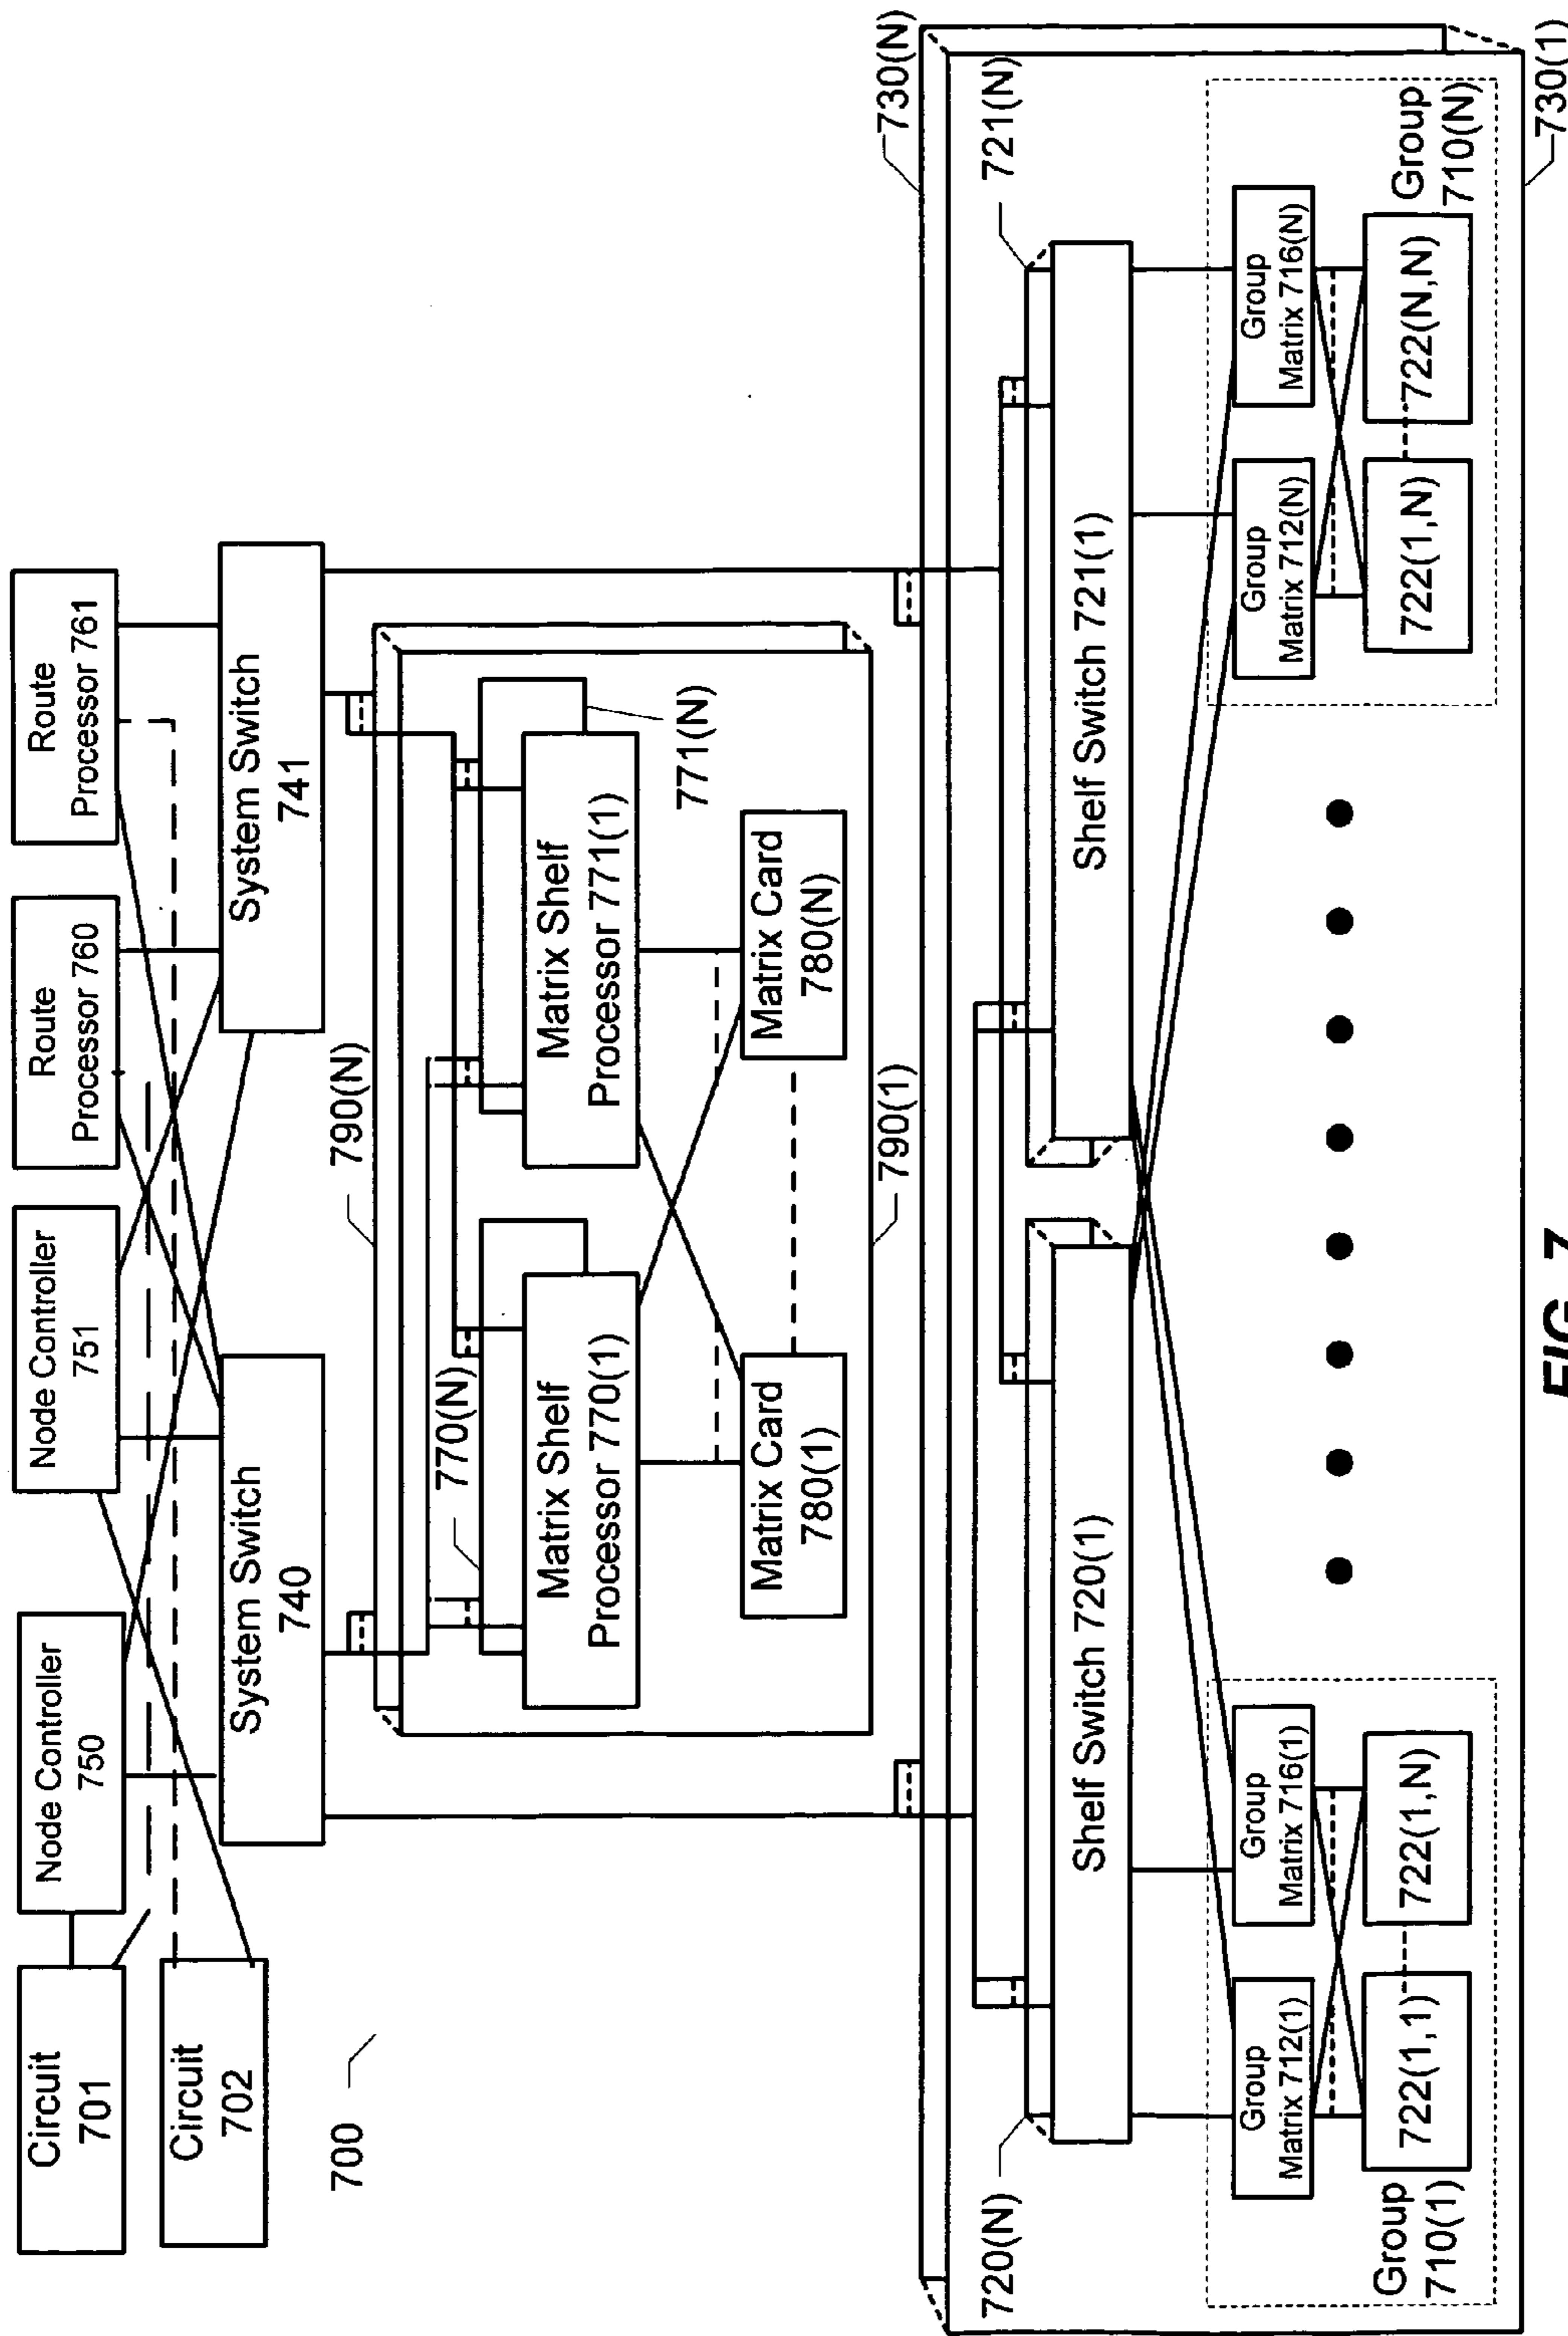 Circuit
701
Circuit
702
700
Node Controller
750
Node Controller
751
Route
Processor 760
Route
Processor 761
System Switch
740
System Switch
741
790(N)
770(N)
Matrix Shelf
Processor 770(1)
Matrix Shelf
Processor 771(1)
771(N)
Matrix Card
780(1)
Matrix Card
780(N)
790(1)
730(N)
720(N)
721(N)
Shelf Switch 720(1)
Shelf Switch 721(1)
Group
Matrix 712(1)
Group
Matrix 716(1)
Group
Matrix 712(N)
Group
Matrix 716(N)
722(1,1)
722(1,N)
722(1,N)
722(N,N)
Group
710(1)
Group
710(N)
730(1)
FIG. 7